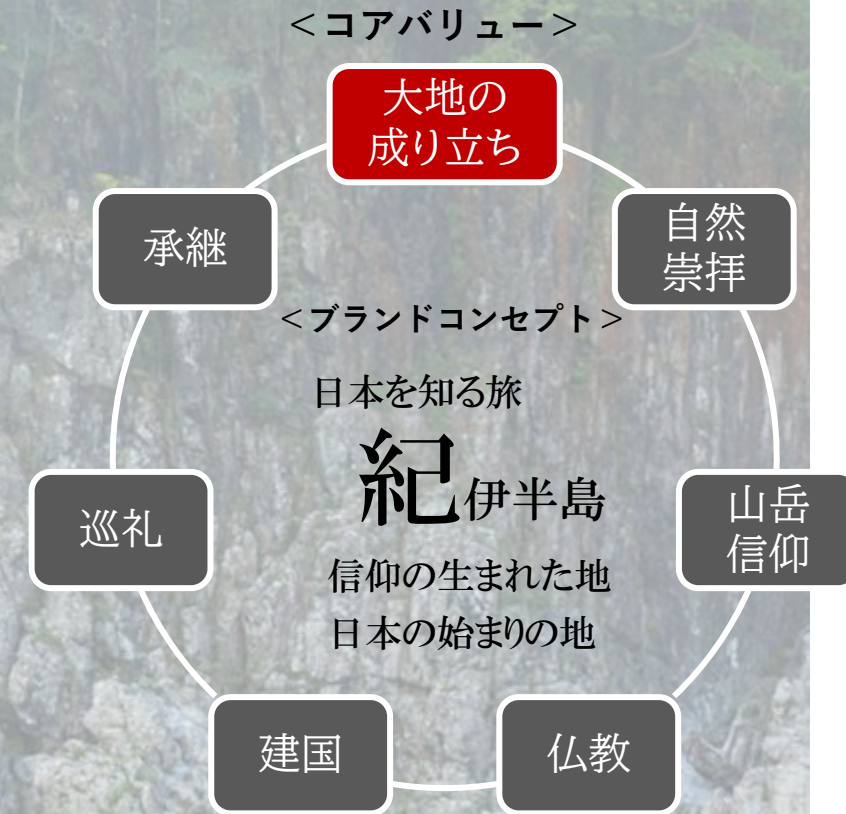 ＜コアバリュー＞
大地の
成り立ち
自然
崇拝
山岳
信仰
仏教
建国
巡礼
承継
＜ブランドコンセプト＞
日本を知る旅
紀伊半島
信仰の生まれた地
日本の始まりの地